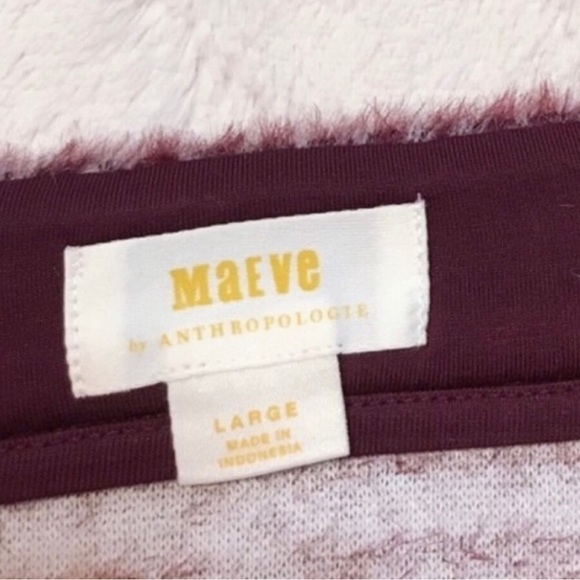 MaEVe
by ANTHROPOLOGIE
LARGE
MADE IN
INDONESIA